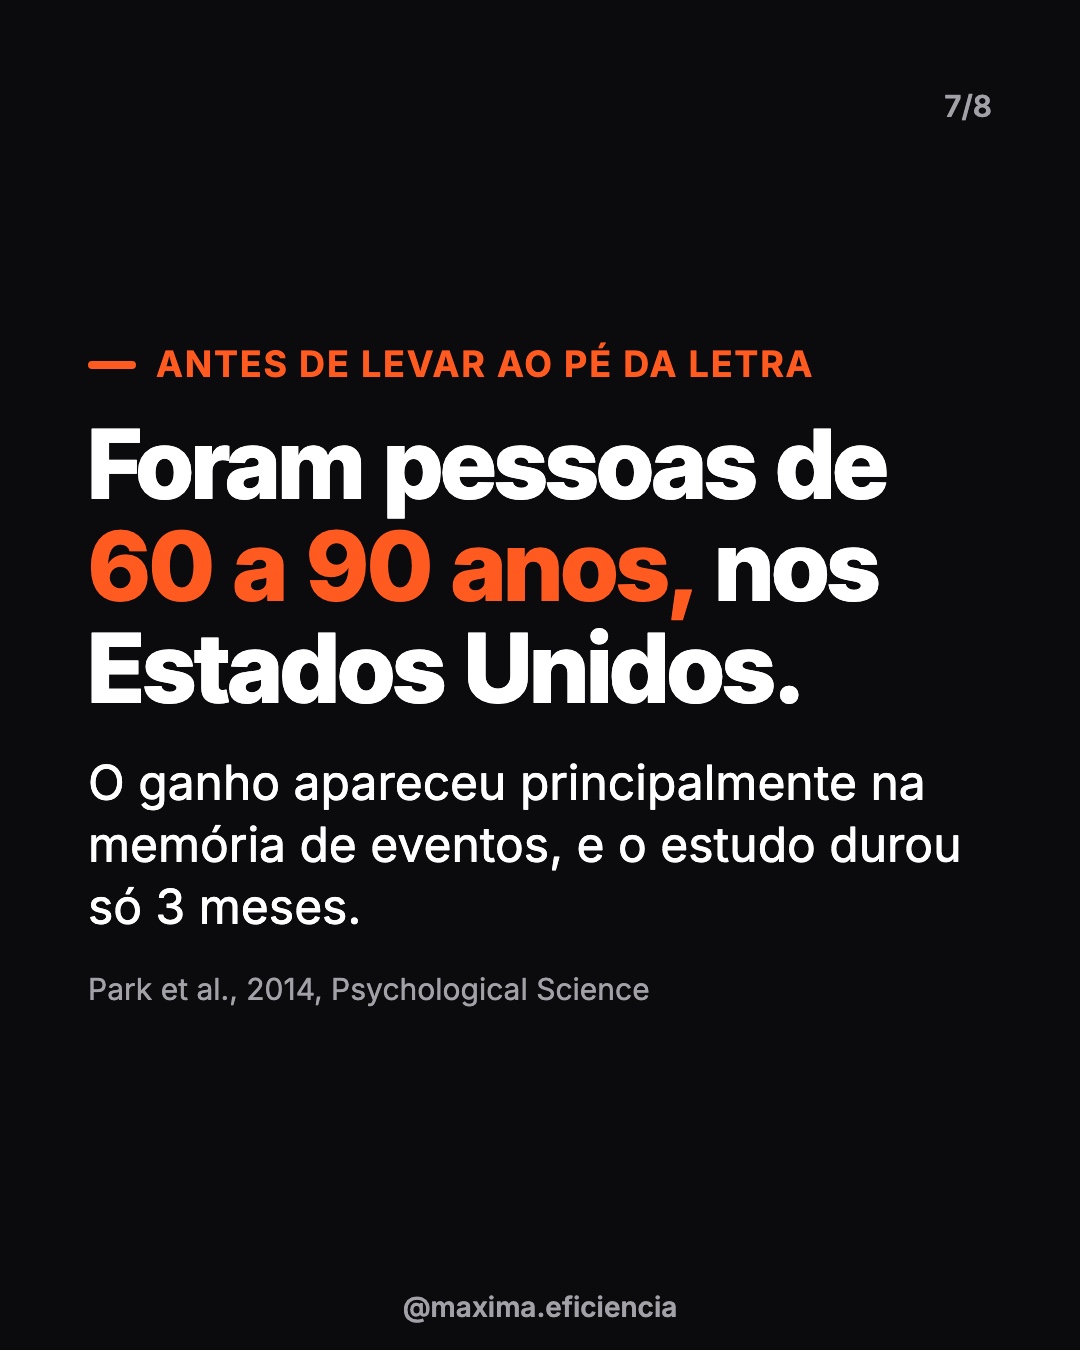 7/8
ANTES DE LEVAR AO PÉ DA LETRA
Foram pessoas de
60 a 90 anos, nos
Estados Unidos.
O ganho apareceu principalmente na
memória de eventos, e o estudo durou
só 3 meses.
Park et al., 2014, Psychological Science
@maxima.eficiencia